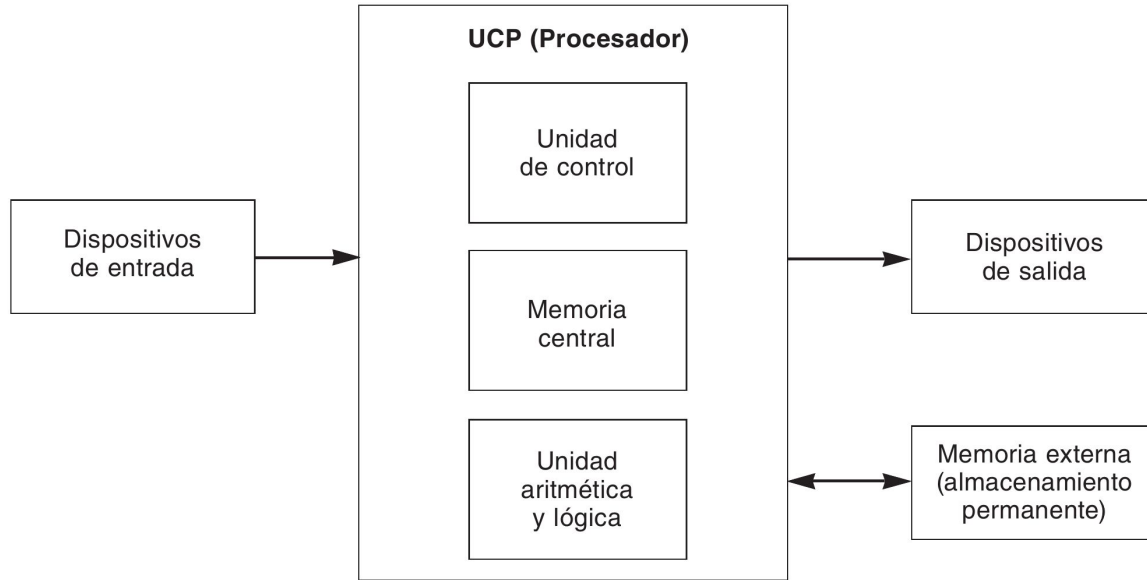 UCP (Procesador)
Unidad
de control
Dispositivos
de entrada
Memoria
central
Unidad
aritmética
y lógica
Dispositivos
de salida
Memoria externa
(almacenamiento
permanente)